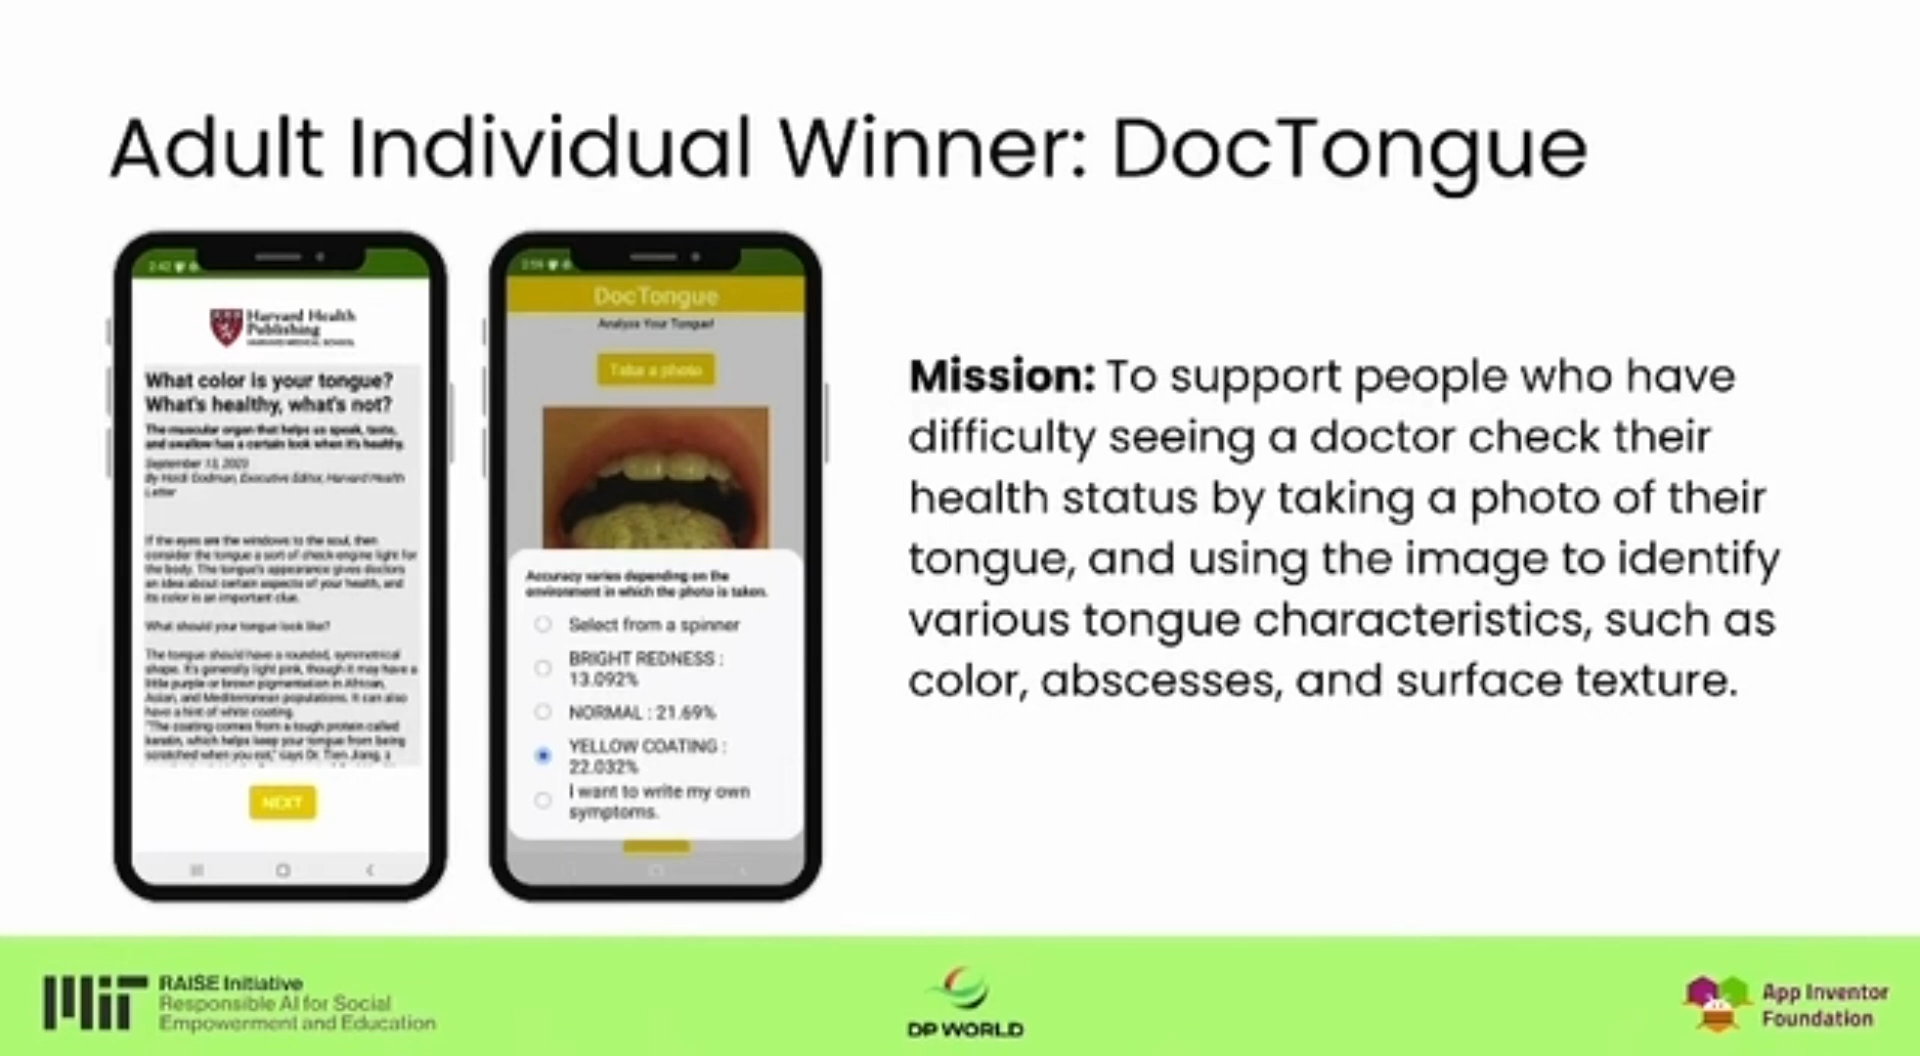 Adult Individual Winner: DocTongue
2:42
Harvard Health
Publishing
HARVARD MEDICAL SCHOOL
What color is your tongue?
What's healthy, what's not?
The muscular organ that helps us speak, taste,
and swallow has a certain look when it's healthy.
September 13, 2023
By Heidi Godman, Executive Editor, Harvard Health
Letter
If the eyes are the windows to the soul, then
consider the tongue a sort of check-engine light for
the body. The tongue's appearance gives doctors
an idea about certain aspects of your health, and
its color is an important clue.
What should your tongue look like?
The tongue should have a rounded, symmetrical
shape. It's generally light pink, though it may have a
little purple or brown pigmentation in African,
Asian, and Mediterranean populations. It can also
have a hint of white coating.
"The coating comes from a tough protein called
keratin, which helps keep your tongue from being
scratched when you eat," says Dr. Tien Jiang, a
NEXT
2:59
DocTongue
Analyze Your Tongue!
Take a photo
Accuracy varies depending on the
environment in which the photo is taken.
Select from a spinner
BRIGHT REDNESS :
13.092%
NORMAL : 21.69%
YELLOW COATING :
22.032%
I want to write my own
symptoms.
Mission: To support people who have
difficulty seeing a doctor check their
health status by taking a photo of their
tongue, and using the image to identify
various tongue characteristics, such as
color, abscesses, and surface texture.
MIT
RAISE Initiative
Responsible AI for Social
Empowerment and Education
DP WORLD
App Inventor
Foundation